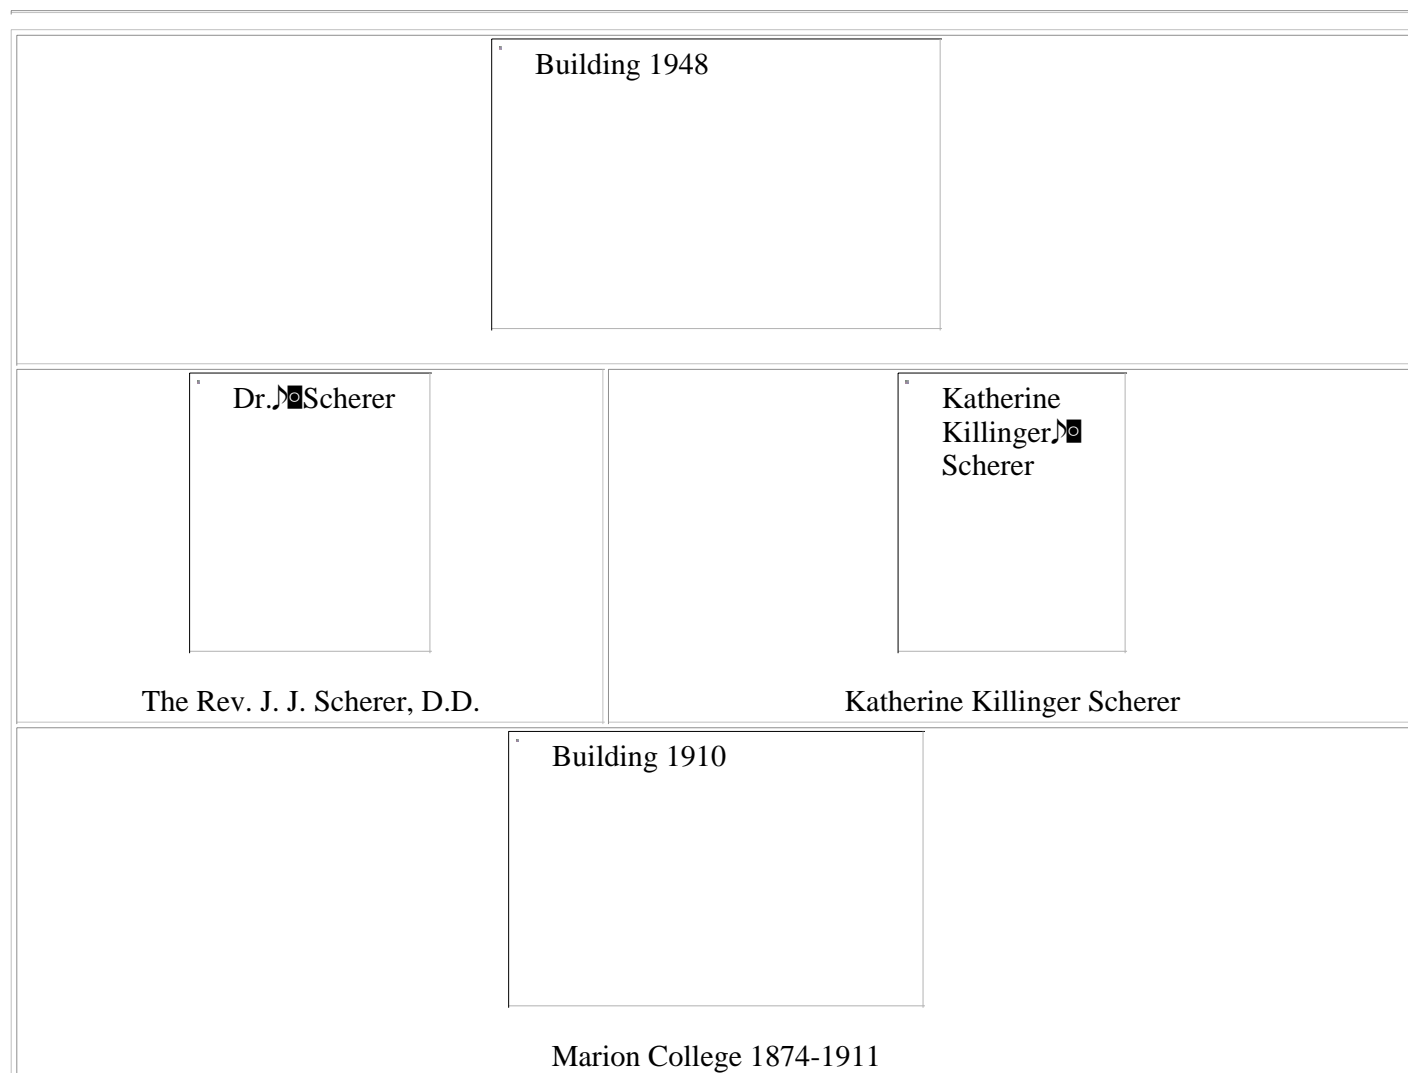 Building 1948
Dr.♪◙Scherer
Katherine
Killinger♪◙
Scherer
The Rev. J. J. Scherer, D.D.
Katherine Killinger Scherer
Building 1910
Marion College 1874-1911